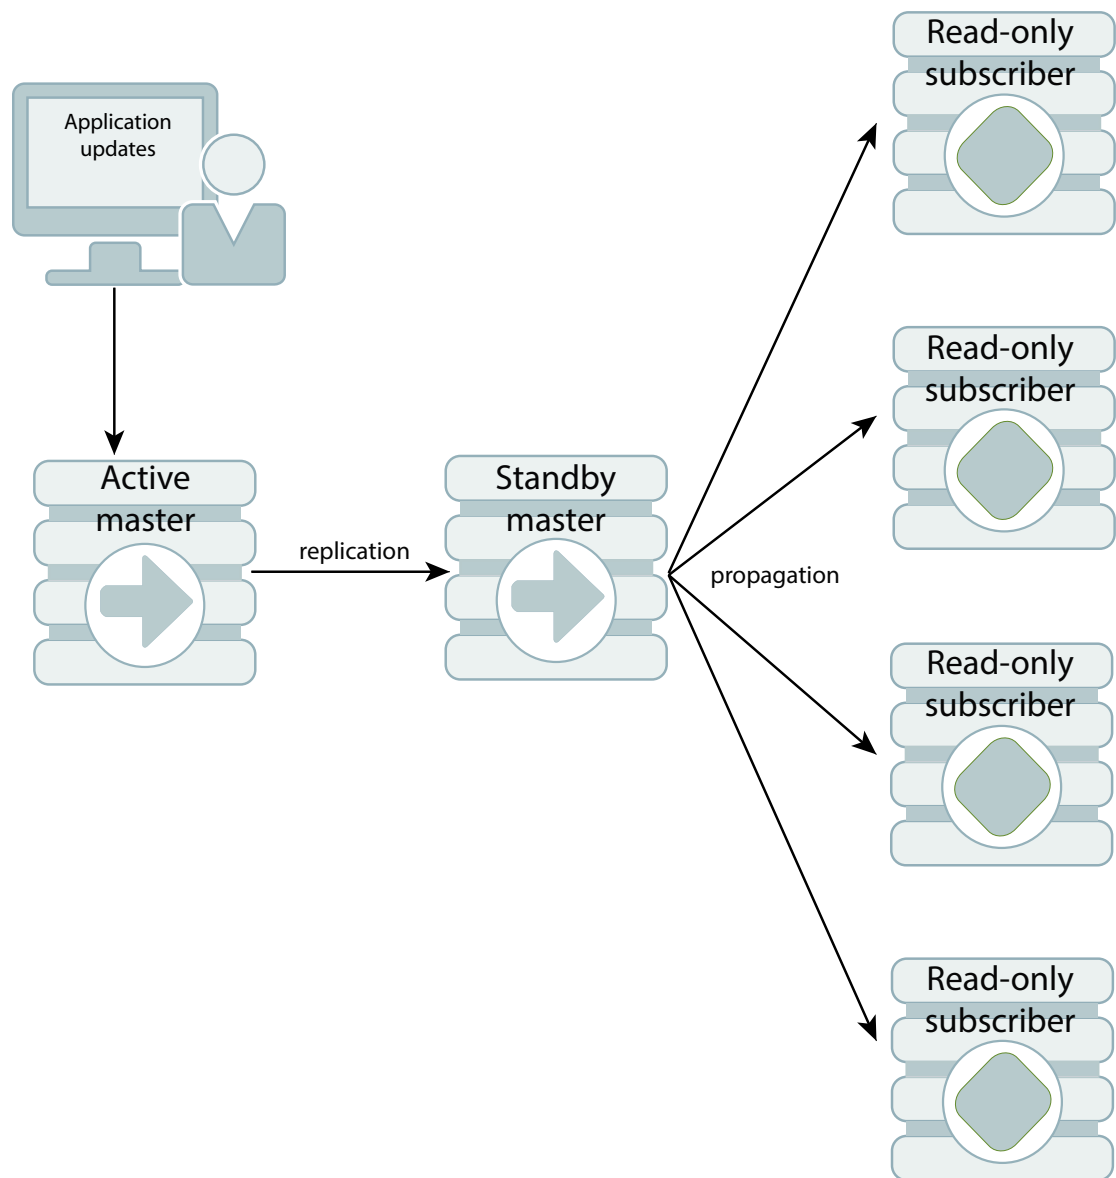 Application
updates
Active
master
replication
Standby
master
propagation
Read-only
subscriber
Read-only
subscriber
Read-only
subscriber
Read-only
subscriber